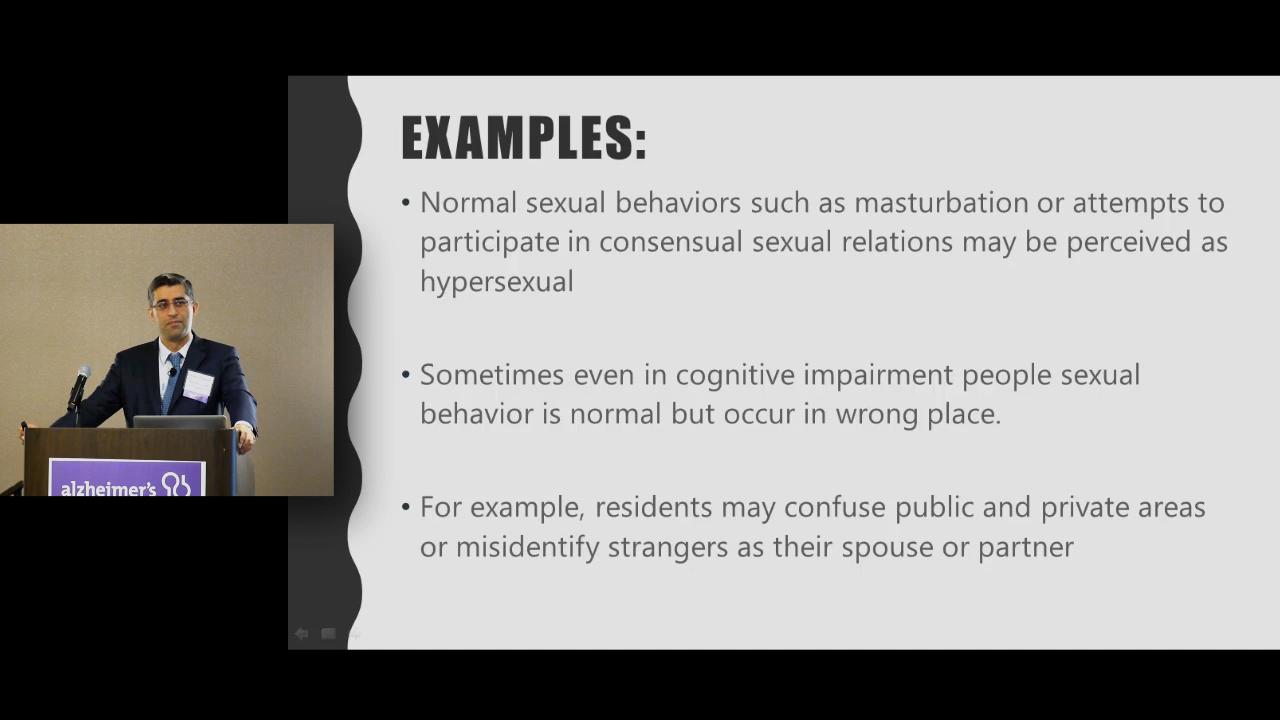 EXAMPLES:
• Normal sexual behaviors such as masturbation or attempts to
participate in consensual sexual relations may be perceived as
hypersexual
• Sometimes even in cognitive impairment people sexual
behavior is normal but occur in wrong place.
• For example, residents may confuse public and private areas
or misidentify strangers as their spouse or partner
alzheimer's